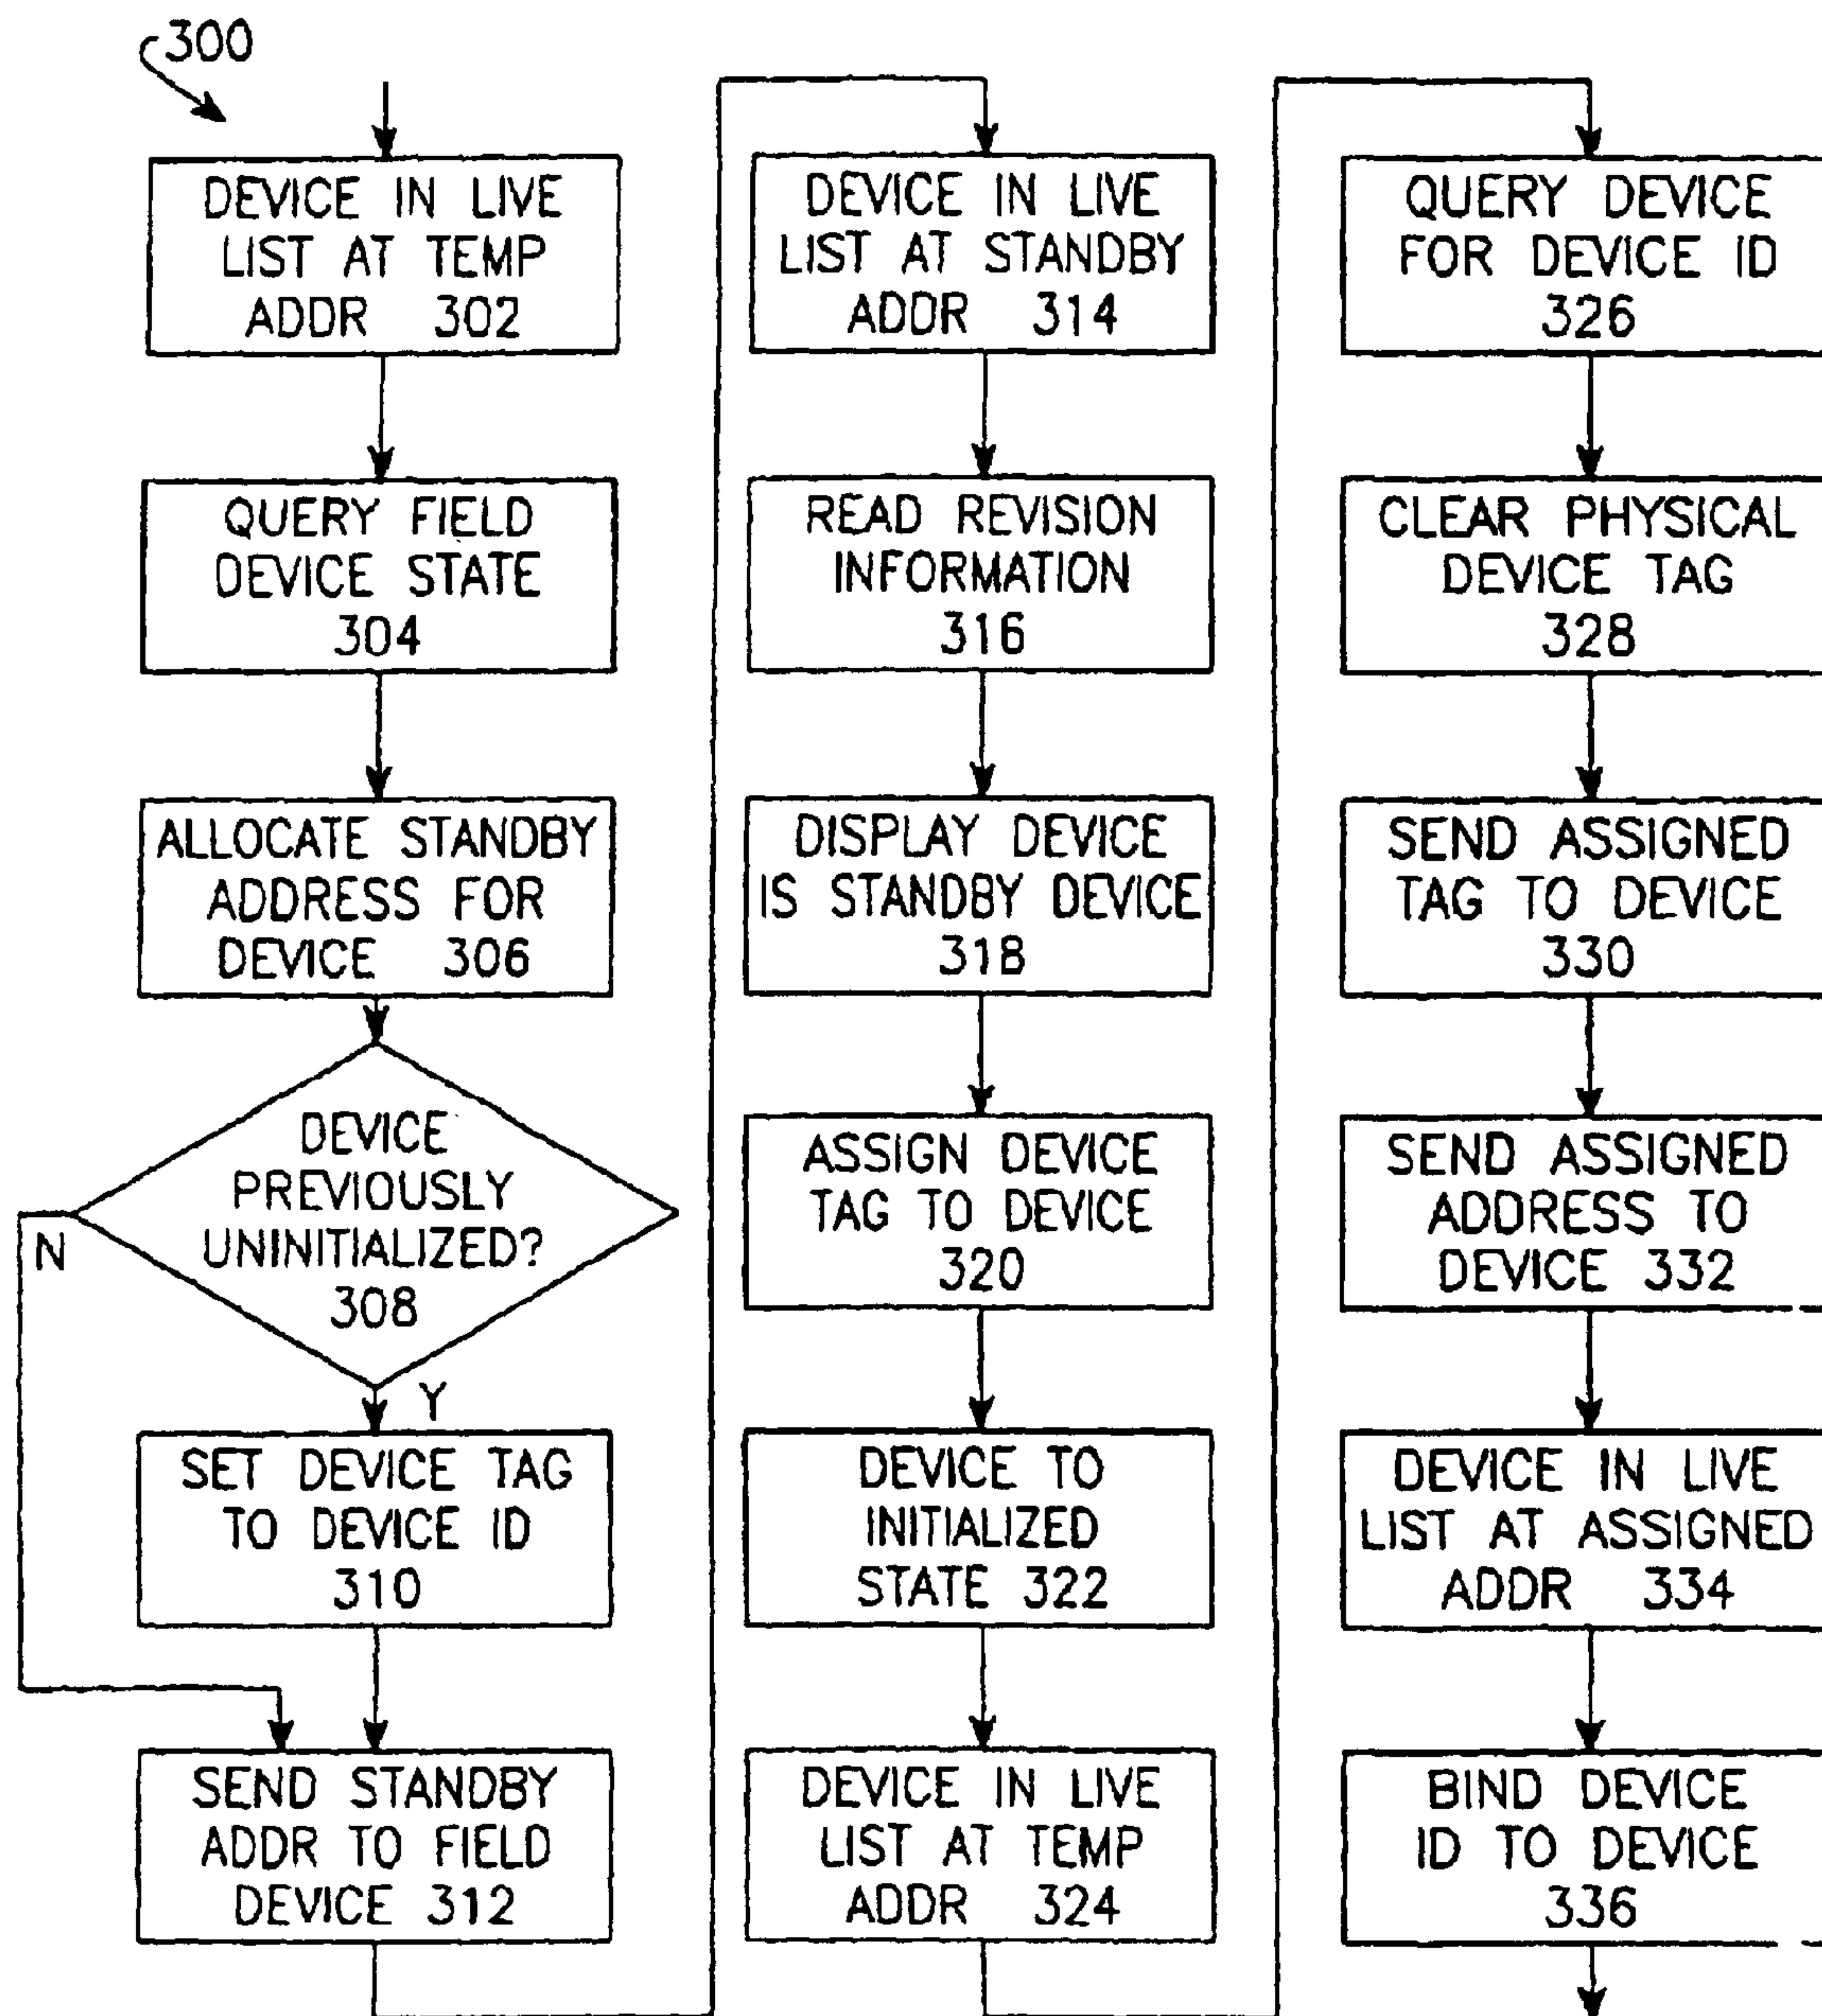 300
DEVICE IN LIVE
LIST AT TEMP
ADDR 302
QUERY FIELD
DEVICE STATE
304
ALLOCATE STANDBY
ADDRESS FOR
DEVICE 306
DEVICE
PREVIOUSLY
UNINITIALIZED?
308
N
Y
SET DEVICE TAG
TO DEVICE ID
310
SEND STANDBY
ADDR TO FIELD
DEVICE 312
DEVICE IN LIVE
LIST AT STANDBY
ADDR 314
READ REVISION
INFORMATION
316
DISPLAY DEVICE
IS STANDBY DEVICE
318
ASSIGN DEVICE
TAG TO DEVICE
320
DEVICE TO
INITIALIZED
STATE 322
DEVICE IN LIVE
LIST AT TEMP
ADDR 324
QUERY DEVICE
FOR DEVICE ID
326
CLEAR PHYSICAL
DEVICE TAG
328
SEND ASSIGNED
TAG TO DEVICE
330
SEND ASSIGNED
ADDRESS TO
DEVICE 332
DEVICE IN LIVE
LIST AT ASSIGNED
ADDR 334
BIND DEVICE
ID TO DEVICE
336